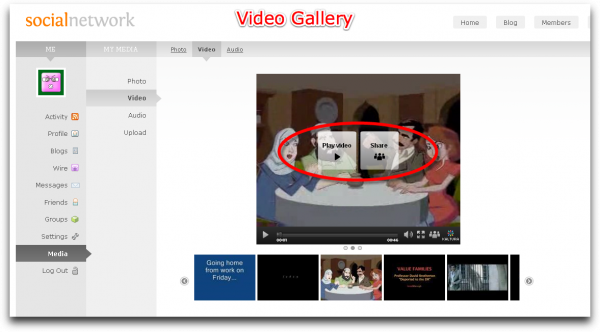 socialnetwork
Video Gallery
Home
Blog
Members
ME
MY MEDIA
Photo
Video
Audio
Photo
Video
Audio
Upload
Activity
Profile
Blogs
Wire
Messages
Friends
Groups
Settings
Media
Log Out
Play video
Share
00:01
00:46
KALTURA
Going home
from work on
Friday...
VALUE FAMILIES